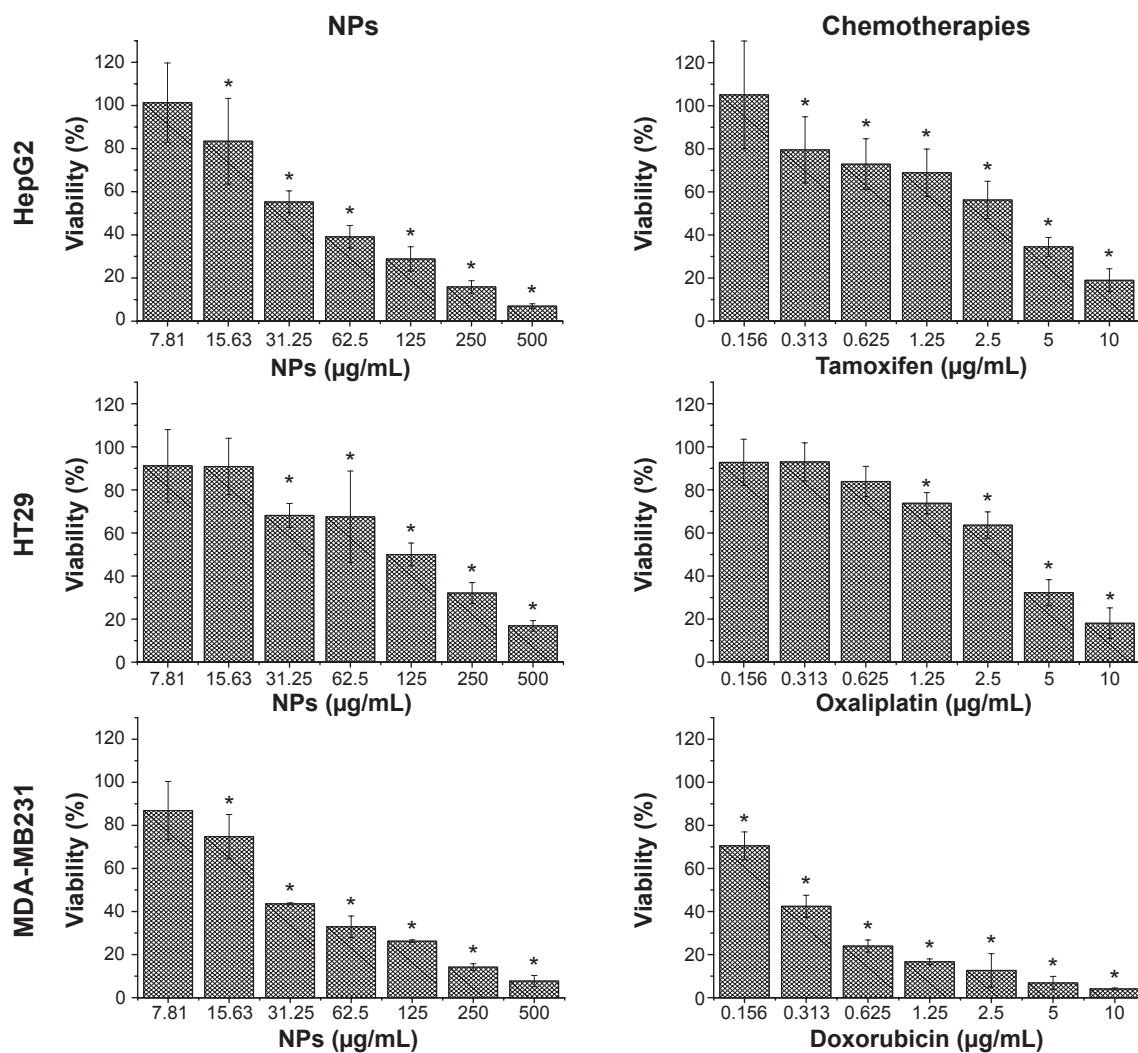 NPs
Chemotherapies
HepG2
Viability (%)
120
100
80
60
40
20
0
* * * * * *
7.81 15.63 31.25 62.5 125 250 500
NPs (µg/mL)
Viability (%)
120
100
80
60
40
20
0
* * * * * *
0.156 0.313 0.625 1.25 2.5 5 10
Tamoxifen (µg/mL)
HT29
Viability (%)
120
100
80
60
40
20
0
* * * * *
7.81 15.63 31.25 62.5 125 250 500
NPs (µg/mL)
Viability (%)
120
100
80
60
40
20
0
* * * *
0.156 0.313 0.625 1.25 2.5 5 10
Oxaliplatin (µg/mL)
MDA-MB231
Viability (%)
120
100
80
60
40
20
0
* * * * * *
7.81 15.63 31.25 62.5 125 250 500
NPs (µg/mL)
Viability (%)
120
100
80
60
40
20
0
* * * * * * *
0.156 0.313 0.625 1.25 2.5 5 10
Doxorubicin (µg/mL)